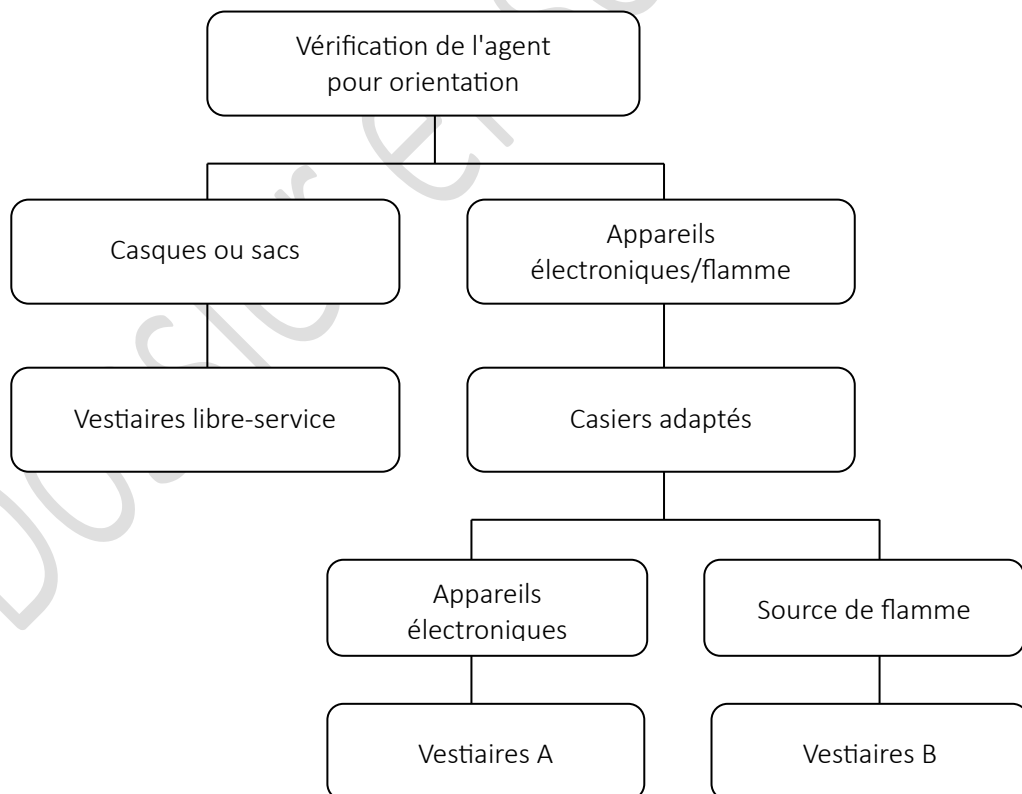 Vérification de l'agent
pour orientation
Casques ou sacs
Appareils
électroniques/flamme
Vestiaires libre-service
Casiers adaptés
Appareils
électroniques
Source de flamme
Vestiaires A
Vestiaires B